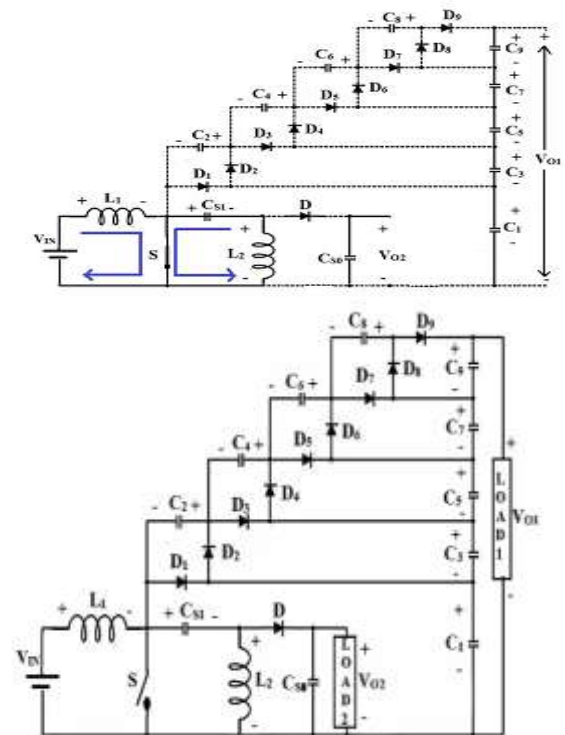 D9
C8
- + + +
D8 C9
-
C6 D7 +
- + C7
D6 -
C4 D5 +
- + C5
D4 -
C2 D3 +
- + C3 VO1
D2 -
D1
L1 +
+ - CS1 D
+ - + + C1
VIN S L2 CS0 VO2
- - - -
C8 D9
- + +
D8 C9
C6 D7 -
- + +
D6 C7
C4 D5 - +
- + + LOAD1
D4 C5 VO1
C2 D3 -
- + +
D2 C3
D1 - -
L1 +
+ - CS1 D
+ - C1
VIN + + -
S L2 CS0 LOAD2 VO2
- -